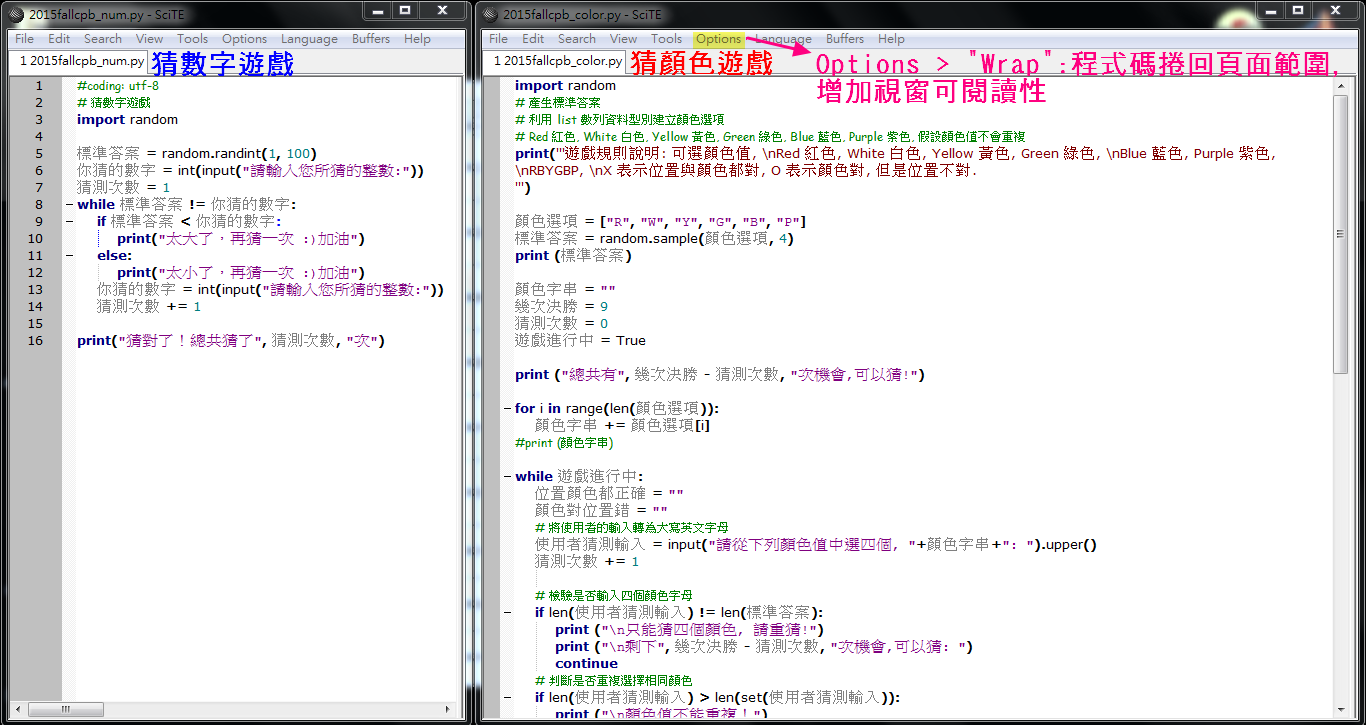 2015fallcpb_num.py - SciTE
File Edit Search View Tools Options Language Buffers Help
1 2015fallcpb_num.py
猜數字遊戲
1 #coding: utf-8
2 # 猜數字遊戲
3 import random
4
5 標準答案 = random.randint(1, 100)
6 你猜的數字 = int(input("請輸入您所猜的整數:"))
7 猜測次數 = 1
8 while 標準答案 != 你猜的數字:
9 if 標準答案 < 你猜的數字:
10 print("太大了，再猜一次 :)加油")
11 else:
12 print("太小了，再猜一次 :)加油")
13 你猜的數字 = int(input("請輸入您所猜的整數:"))
14 猜測次數 += 1
15
16 print("猜對了！總共猜了", 猜測次數, "次")
2015fallcpb_color.py - SciTE
File Edit Search View Tools Options Language Buffers Help
1 2015fallcpb_color.py
猜顏色遊戲
Options > "Wrap":程式碼捲回頁面範圍,
增加視窗可閱讀性
import random
# 產生標準答案
# 利用 list 數列資料型別建立顏色選項
# Red 紅色, White 白色, Yellow 黃色, Green 綠色, Blue 藍色, Purple 紫色, 假設顏色值不會重複
print('''遊戲規則說明: 可選顏色值, \nRed 紅色, White 白色, Yellow 黃色, Green 綠色, \nBlue 藍色, Purple 紫色,
\nRBYGBP, \nX 表示位置與顏色都對, O 表示顏色對, 但是位置不對.
''')
顏色選項 = ["R", "W", "Y", "G", "B", "P"]
標準答案 = random.sample(顏色選項, 4)
print (標準答案)
顏色字串 = ""
幾次決勝 = 9
猜測次數 = 0
遊戲進行中 = True
print ("總共有", 幾次決勝 - 猜測次數, "次機會,可以猜!")
for i in range(len(顏色選項)):
顏色字串 += 顏色選項[i]
#print (顏色字串)
while 遊戲進行中:
位置顏色都正確 = ""
顏色對位置錯 = ""
# 將使用者的輸入轉為大寫英文字母
使用者猜測輸入 = input("請從下列顏色值中選四個, "+顏色字串+": ").upper()
猜測次數 += 1
# 檢驗是否輸入四個顏色字母
if len(使用者猜測輸入) != len(標準答案):
print ("\n只能猜四個顏色, 請重猜!")
print ("\n剩下", 幾次決勝 - 猜測次數, "次機會,可以猜: ")
continue
# 判斷是否重複選擇相同顏色
if len(使用者猜測輸入) > len(set(使用者猜測輸入)):
print ("\n顏色值不能重複！")